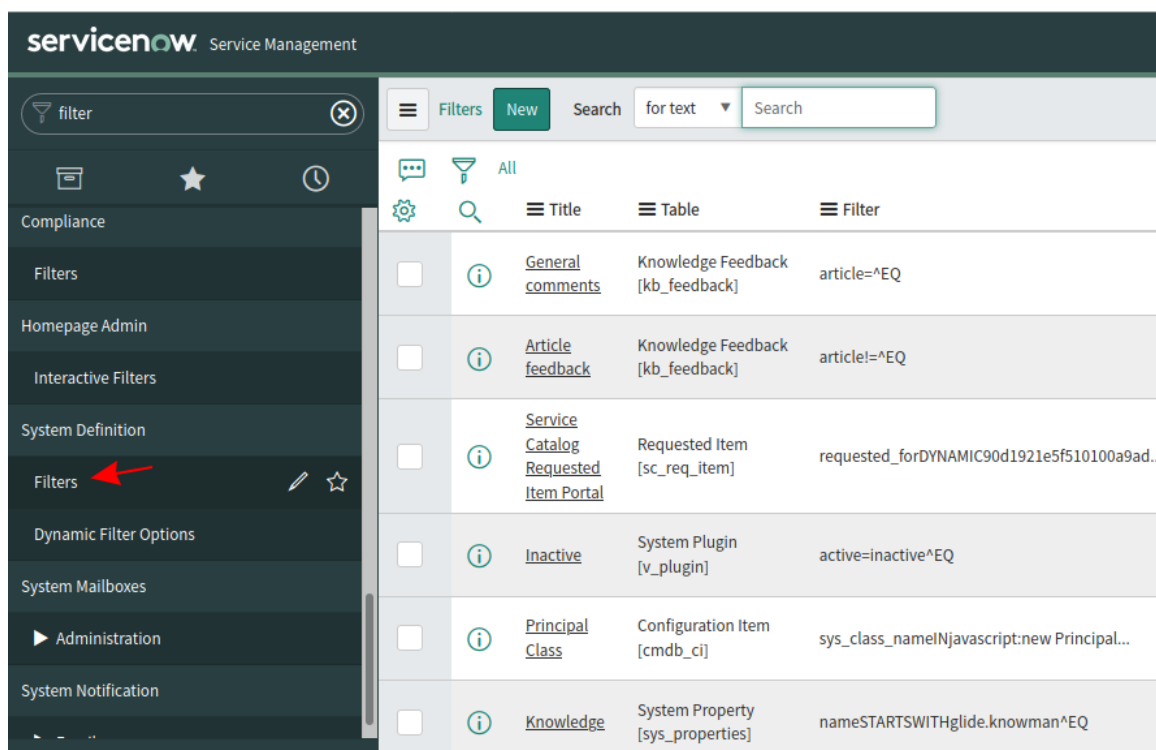 servicenow Service Management
filter
Filters New Search for text Search
All
Title Table Filter
Compliance
Filters
Homepage Admin
Interactive Filters
System Definition
Filters
Dynamic Filter Options
System Mailboxes
Administration
System Notification
General
comments
Knowledge Feedback
[kb_feedback]
article=^EQ
Article
feedback
Knowledge Feedback
[kb_feedback]
article!=^EQ
Service
Catalog
Requested
Item Portal
Requested Item
[sc_req_item]
requested_forDYNAMIC90d1921e5f510100a9ad...
Inactive
System Plugin
[v_plugin]
active=inactive^EQ
Principal
Class
Configuration Item
[cmdb_ci]
sys_class_nameINjavascript:new Principal...
Knowledge
System Property
[sys_properties]
nameSTARTSWITHglide.knowman^EQ